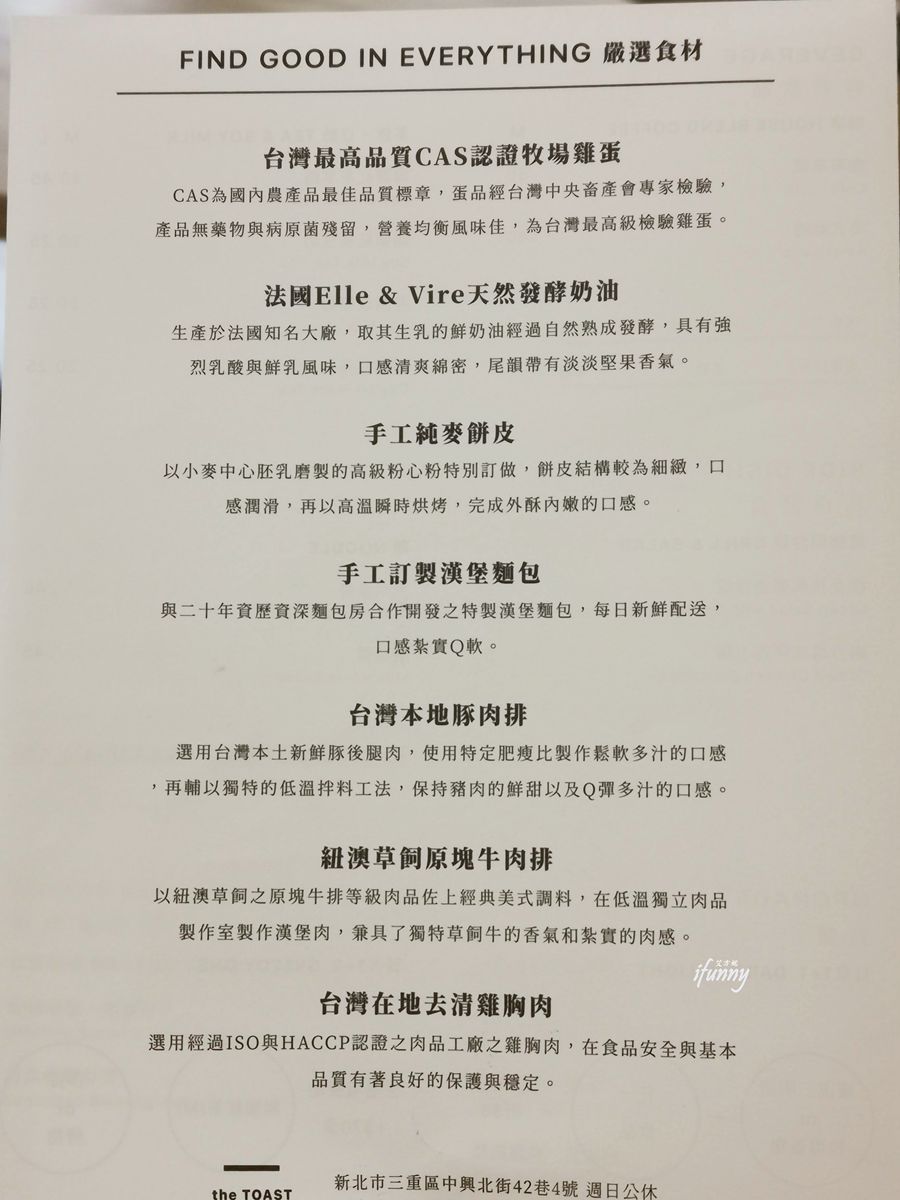 FIND GOOD IN EVERYTHING 嚴選食材
台灣最高品質CAS認證牧場雞蛋
CAS為國內農產品最佳品質標章，蛋品經台灣中央畜產會專家檢驗，
產品無藥物與病原菌殘留，營養均衡風味佳，為台灣最高級檢驗雞蛋。
法國Elle & Vire天然發酵奶油
生產於法國知名大廠，取其生乳的鮮奶油經過自然熟成發酵，具有強
烈乳酸與鮮乳風味，口感清爽綿密，尾韻帶有淡淡堅果香氣。
手工純麥餅皮
以小麥中心胚乳磨製的高級粉心粉特別訂做，餅皮結構較為細緻，口
感潤滑，再以高溫瞬時烘烤，完成外酥內嫩的口感。
手工訂製漢堡麵包
與二十年資歷資深麵包房合作開發之特製漢堡麵包，每日新鮮配送，
口感紮實Q軟。
台灣本地豚肉排
選用台灣本土新鮮豚後腿肉，使用特定肥瘦比製作鬆軟多汁的口感
，再輔以獨特的低溫拌料工法，保持豬肉的鮮甜以及Q彈多汁的口感。
紐澳草飼原塊牛肉排
以紐澳草飼之原塊牛排等級肉品佐上經典美式調料，在低溫獨立肉品
製作室製作漢堡肉，兼具了獨特草飼牛的香氣和紮實的肉感。
ifunny
台灣在地去清雞胸肉
選用經過ISO與HACCP認證之肉品工廠之雞胸肉，在食品安全與基本
品質有著良好的保護與穩定。
the TOAST
新北市三重區中興北街42巷4號 週日公休